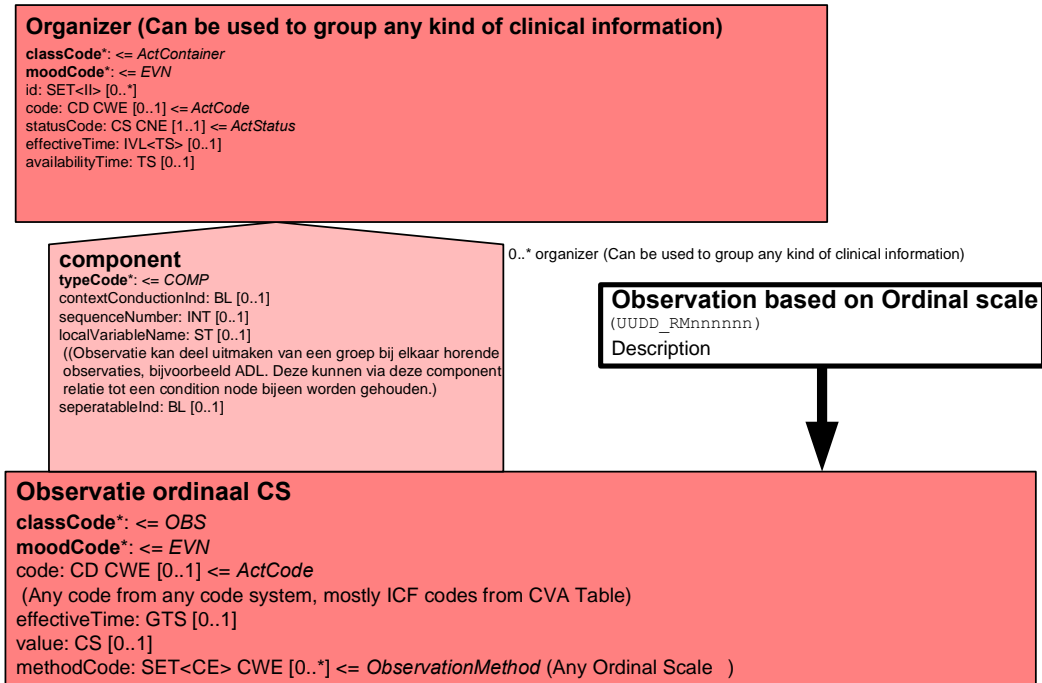 Organizer (Can be used to group any kind of clinical information)
classCode*: <= ActContainer
moodCode*: <= EVN
id: SET<II> [0..*]
code: CD CWE [0..1] <= ActCode
statusCode: CS CNE [1..1] <= ActStatus
effectiveTime: IVL<TS> [0..1]
availabilityTime: TS [0..1]
0..* organizer (Can be used to group any kind of clinical information)
component
typeCode*: <= COMP
contextConductionInd: BL [0..1]
sequenceNumber: INT [0..1]
localVariableName: ST [0..1]
((Observatie kan deel uitmaken van een groep bij elkaar horende
observaties, bijvoorbeeld ADL. Deze kunnen via deze component
relatie tot een condition node bijeen worden gehouden.)
seperatableInd: BL [0..1]
Observation based on Ordinal scale
(UUDD_RMnnnnnn)
Description
Observatie ordinaal CS
classCode*: <= OBS
moodCode*: <= EVN
code: CD CWE [0..1] <= ActCode
(Any code from any code system, mostly ICF codes from CVA Table)
effectiveTime: GTS [0..1]
value: CS [0..1]
methodCode: SET<CE> CWE [0..*] <= ObservationMethod (Any Ordinal Scale )